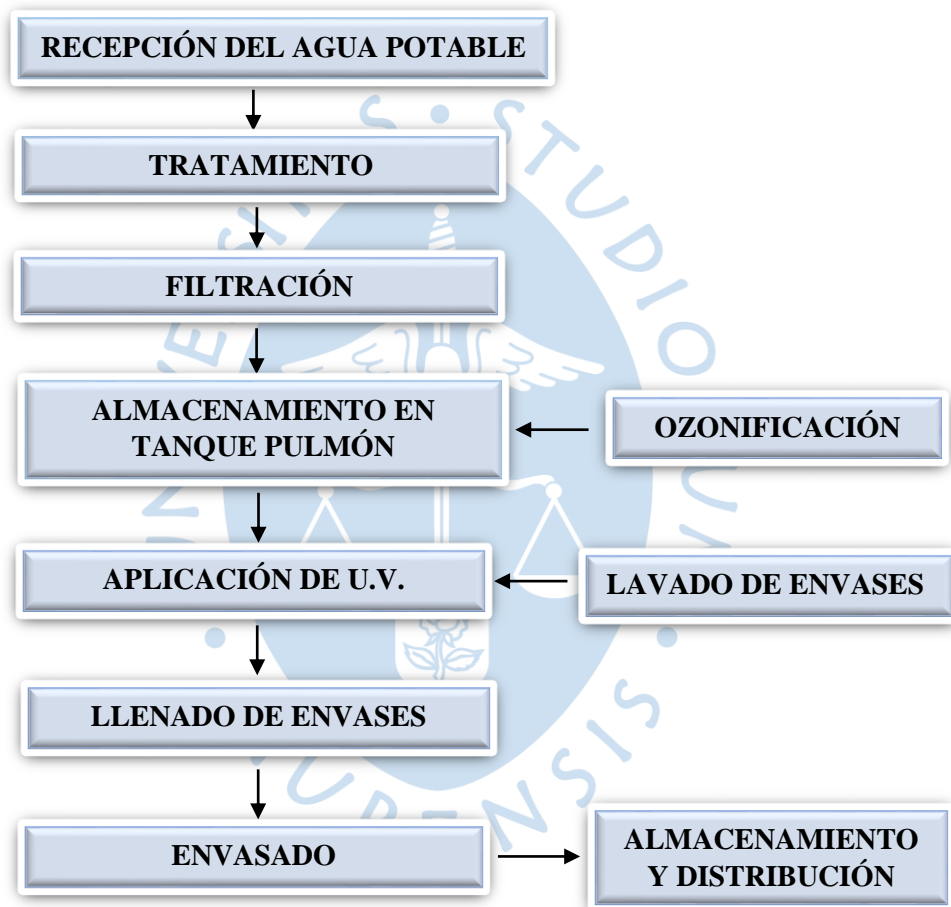 RECEPCIÓN DEL AGUA POTABLE
TRATAMIENTO
FILTRACIÓN
ALMACENAMIENTO EN
TANQUE PULMÓN
OZONIFICACIÓN
APLICACIÓN DE U.V.
LAVADO DE ENVASES
LLENADO DE ENVASES
ENVASADO
ALMACENAMIENTO
Y DISTRIBUCIÓN